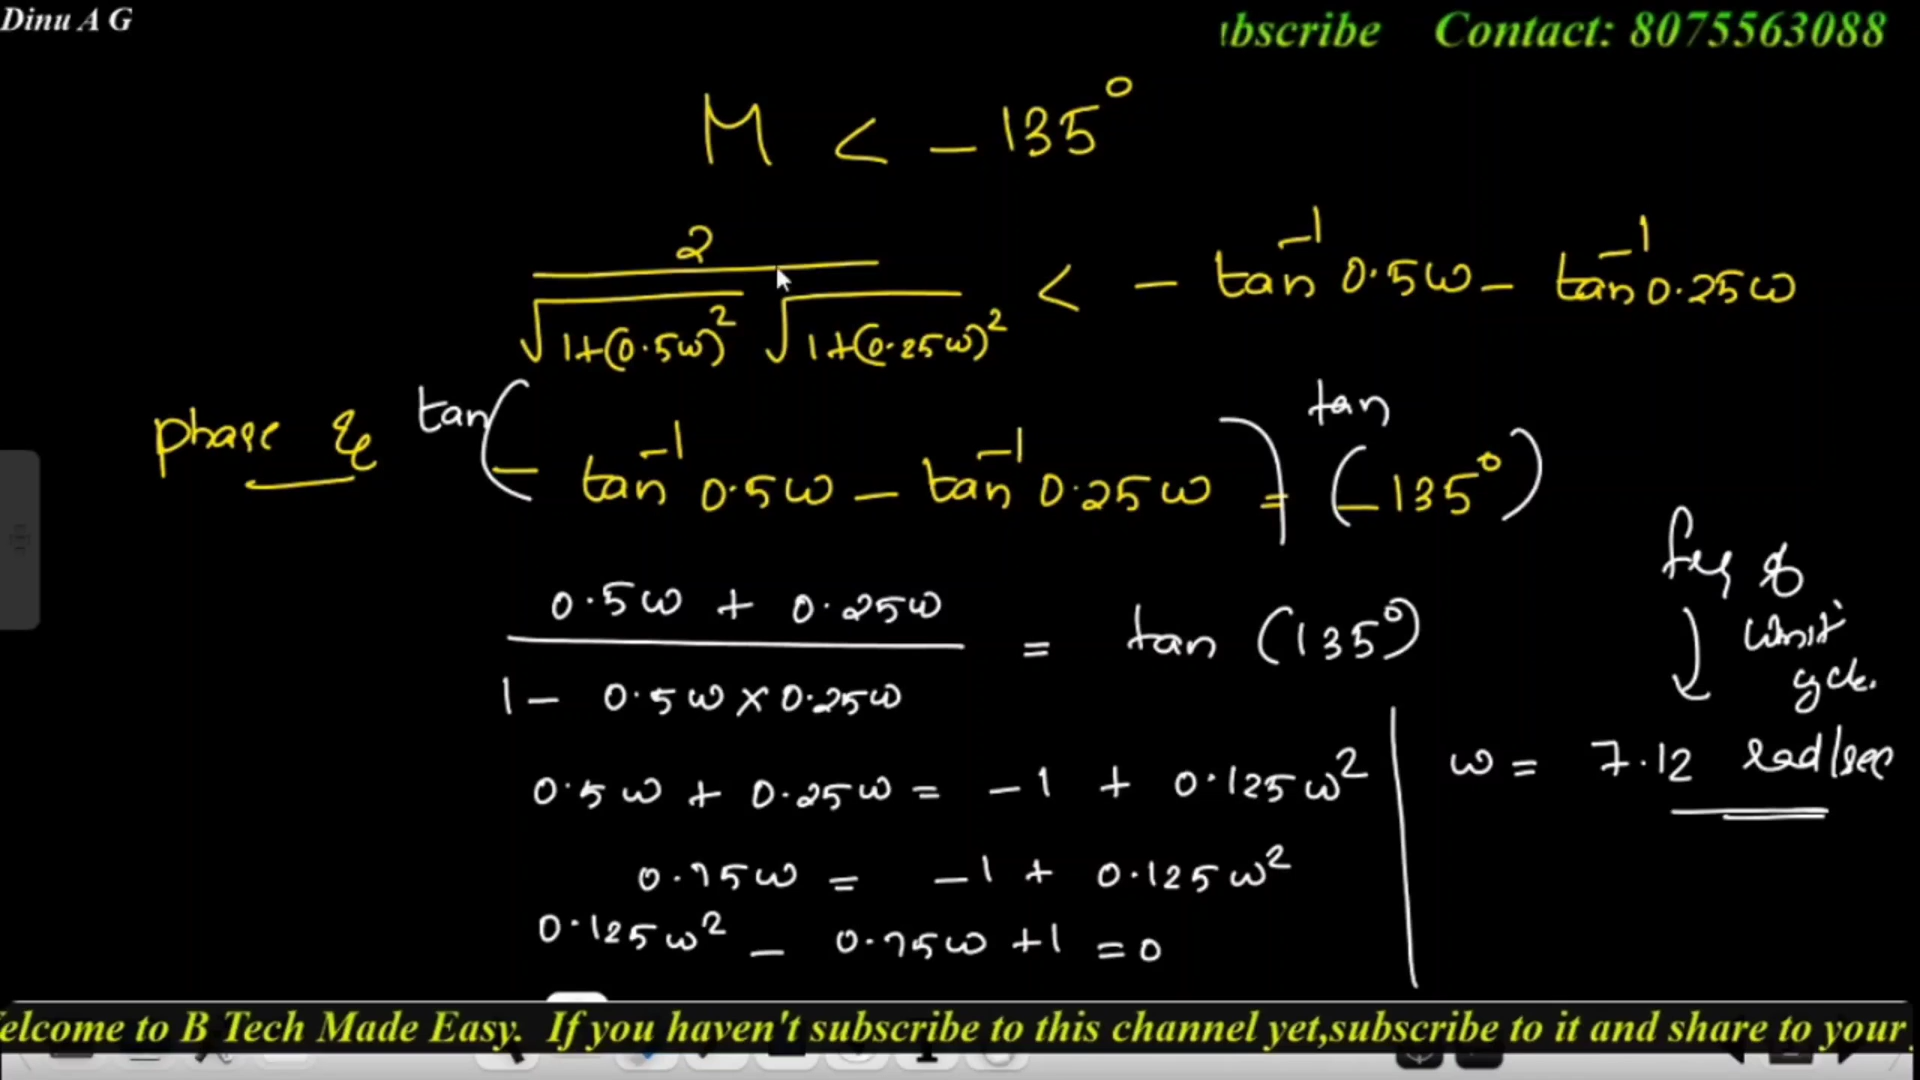 Dinu A G
bscribe Contact: 8075563088
M < - 135°
2 / √1+(0.5ω)² √1+(0.25ω)² < - tan⁻¹ 0.5ω - tan⁻¹ 0.25ω
phase tan( - tan⁻¹ 0.5ω - tan⁻¹ 0.25ω ) = tan (-135°)
0.5ω + 0.25ω / 1 - 0.5ω × 0.25ω = tan (135°)
0.5ω + 0.25ω = -1 + 0.125ω²
0.75ω = -1 + 0.125ω²
0.125ω² - 0.75ω + 1 = 0
ω = 7.12 rad/sec
elcome to B Tech Made Easy. If you haven't subscribe to this channel yet,subscribe to it and share to your